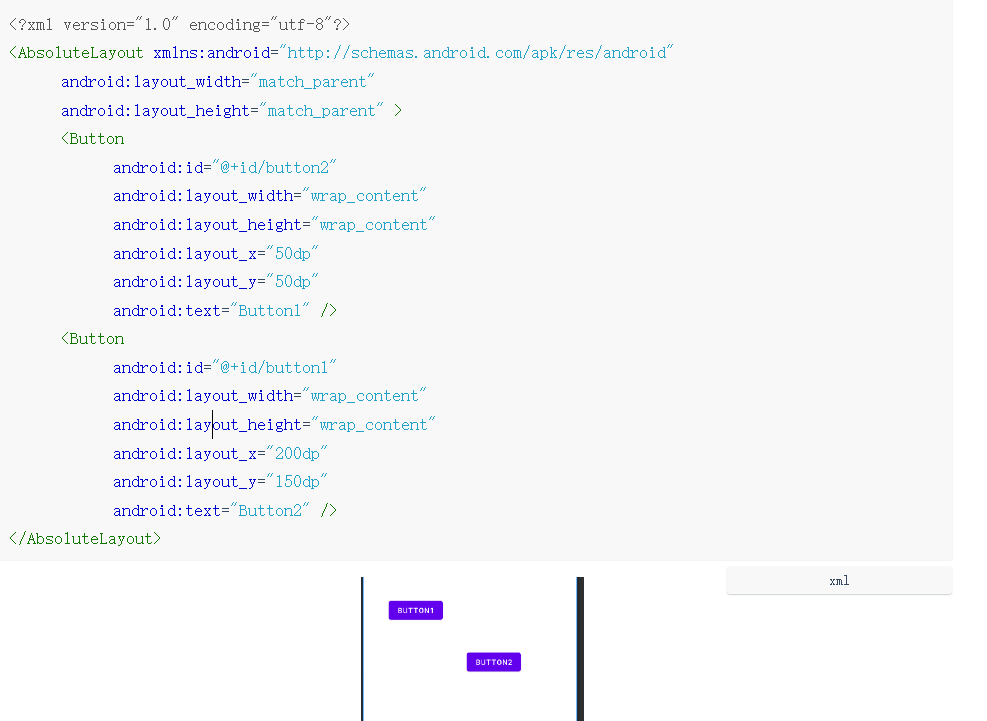 <?xml version="1.0" encoding="utf-8"?>
<AbsoluteLayout xmlns:android="http://schemas.android.com/apk/res/android"
android:layout_width="match_parent"
android:layout_height="match_parent" >
<Button
android:id="@+id/button2"
android:layout_width="wrap_content"
android:layout_height="wrap_content"
android:layout_x="50dp"
android:layout_y="50dp"
android:text="Button1" />
<Button
android:id="@+id/button1"
android:layout_width="wrap_content"
android:layout_height="wrap_content"
android:layout_x="200dp"
android:layout_y="150dp"
android:text="Button2" />
</AbsoluteLayout>
xml
BUTTON1
BUTTON2